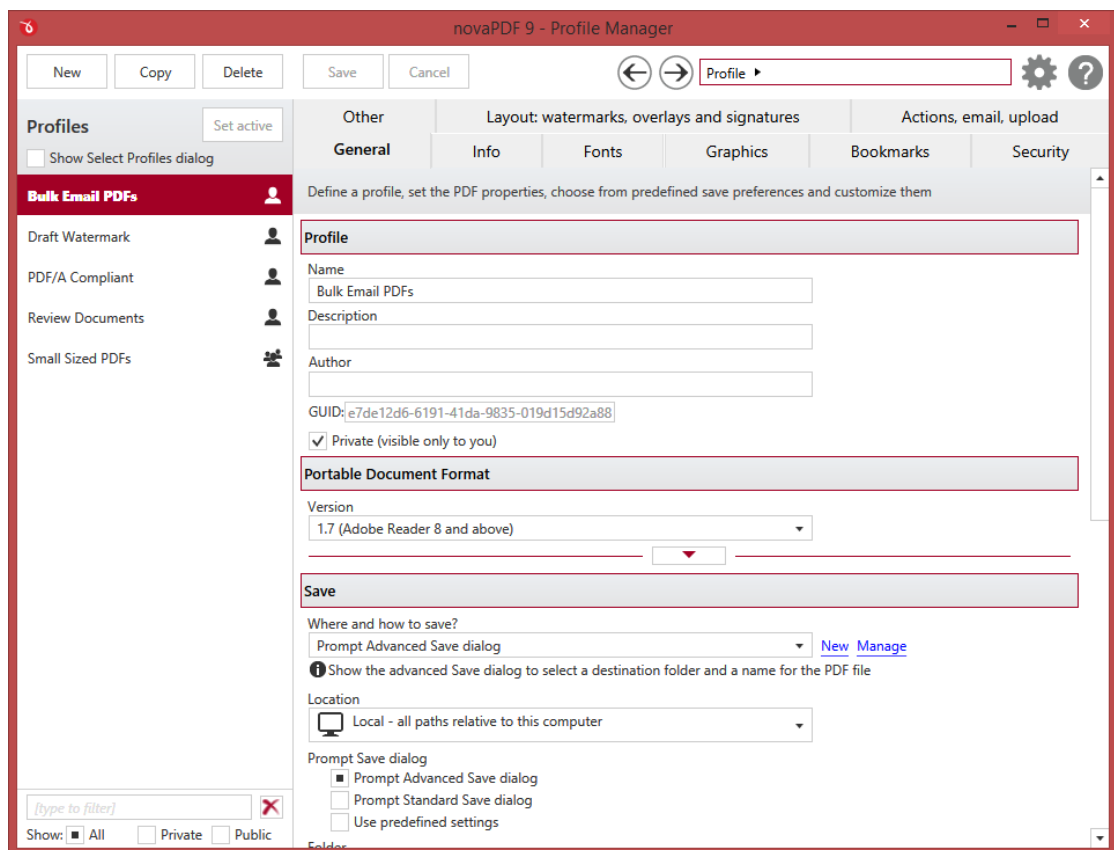 novaPDF 9 - Profile Manager
New Copy Delete Save Cancel Profile
Profiles Set active
Show Select Profiles dialog
Bulk Email PDFs
Draft Watermark
PDF/A Compliant
Review Documents
Small Sized PDFs
[type to filter]
Show: All Private Public
Other Layout: watermarks, overlays and signatures Actions, email, upload
General Info Fonts Graphics Bookmarks Security
Define a profile, set the PDF properties, choose from predefined save preferences and customize them
Profile
Name
Bulk Email PDFs
Description
Author
GUID: e7de12d6-6191-41da-9835-019d15d92a88
Private (visible only to you)
Portable Document Format
Version
1.7 (Adobe Reader 8 and above)
Save
Where and how to save?
Prompt Advanced Save dialog New Manage
Show the advanced Save dialog to select a destination folder and a name for the PDF file
Location
Local - all paths relative to this computer
Prompt Save dialog
Prompt Advanced Save dialog
Prompt Standard Save dialog
Use predefined settings
Folder